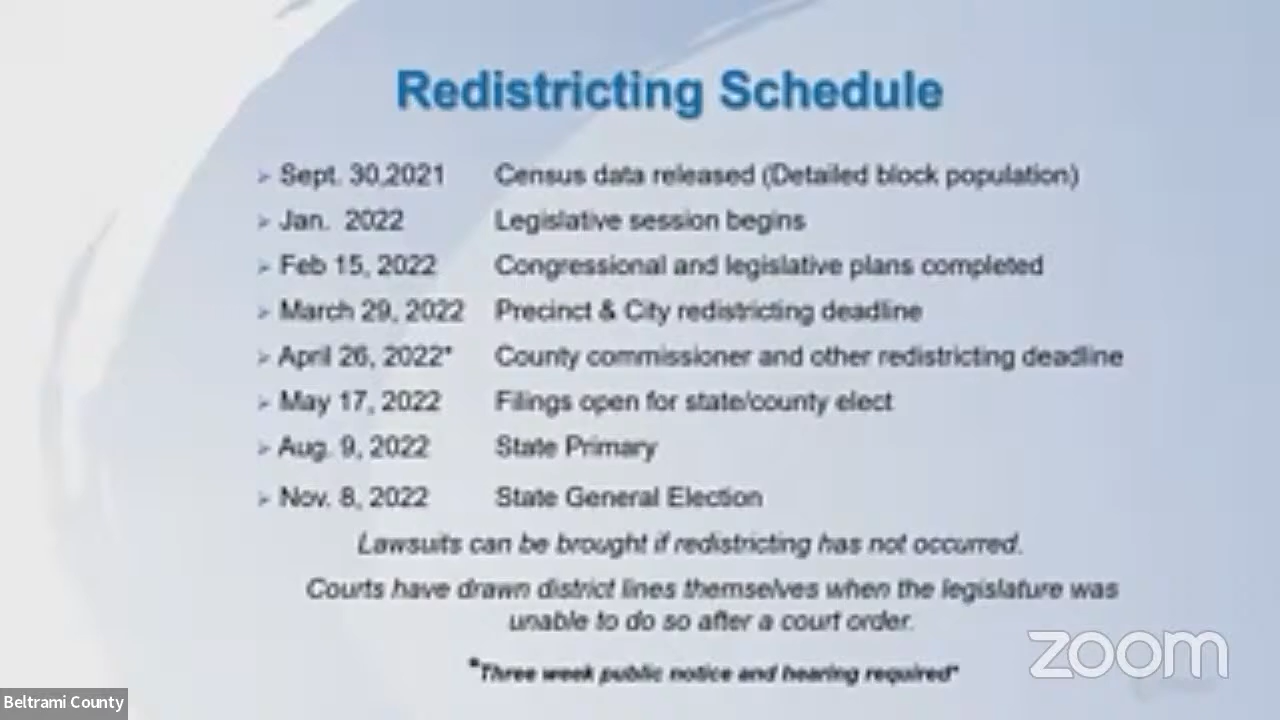 Redistricting Schedule
Sept. 30,2021 Census data released (Detailed block population)
Jan. 2022 Legislative session begins
Feb 15, 2022 Congressional and legislative plans completed
March 29, 2022 Precinct & City redistricting deadline
April 26, 2022* County commissioner and other redistricting deadline
May 17, 2022 Filings open for state/county elect
Aug. 9, 2022 State Primary
Nov. 8, 2022 State General Election
Lawsuits can be brought if redistricting has not occurred.
Courts have drawn district lines themselves when the legislature was
unable to do so after a court order.
*Three week public notice and hearing required*
zoom
Beltrami County